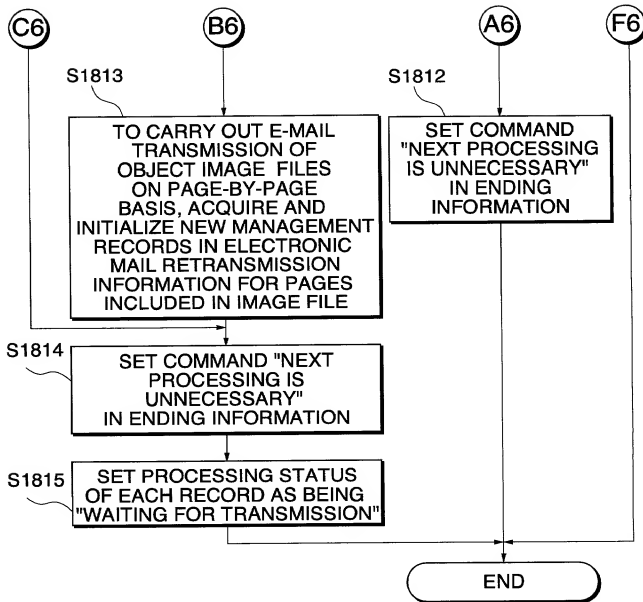 C6
B6
A6
F6
S1813
TO CARRY OUT E-MAIL
TRANSMISSION OF
OBJECT IMAGE FILES
ON PAGE-BY-PAGE
BASIS, ACQUIRE AND
INITIALIZE NEW MANAGEMENT
RECORDS IN ELECTRONIC
MAIL RETRANSMISSION
INFORMATION FOR PAGES
INCLUDED IN IMAGE FILE
S1812
SET COMMAND
"NEXT PROCESSING
IS UNNECESSARY"
IN ENDING
INFORMATION
S1814
SET COMMAND "NEXT
PROCESSING IS
UNNECESSARY"
IN ENDING INFORMATION
S1815
SET PROCESSING STATUS
OF EACH RECORD AS BEING
"WAITING FOR TRANSMISSION"
END